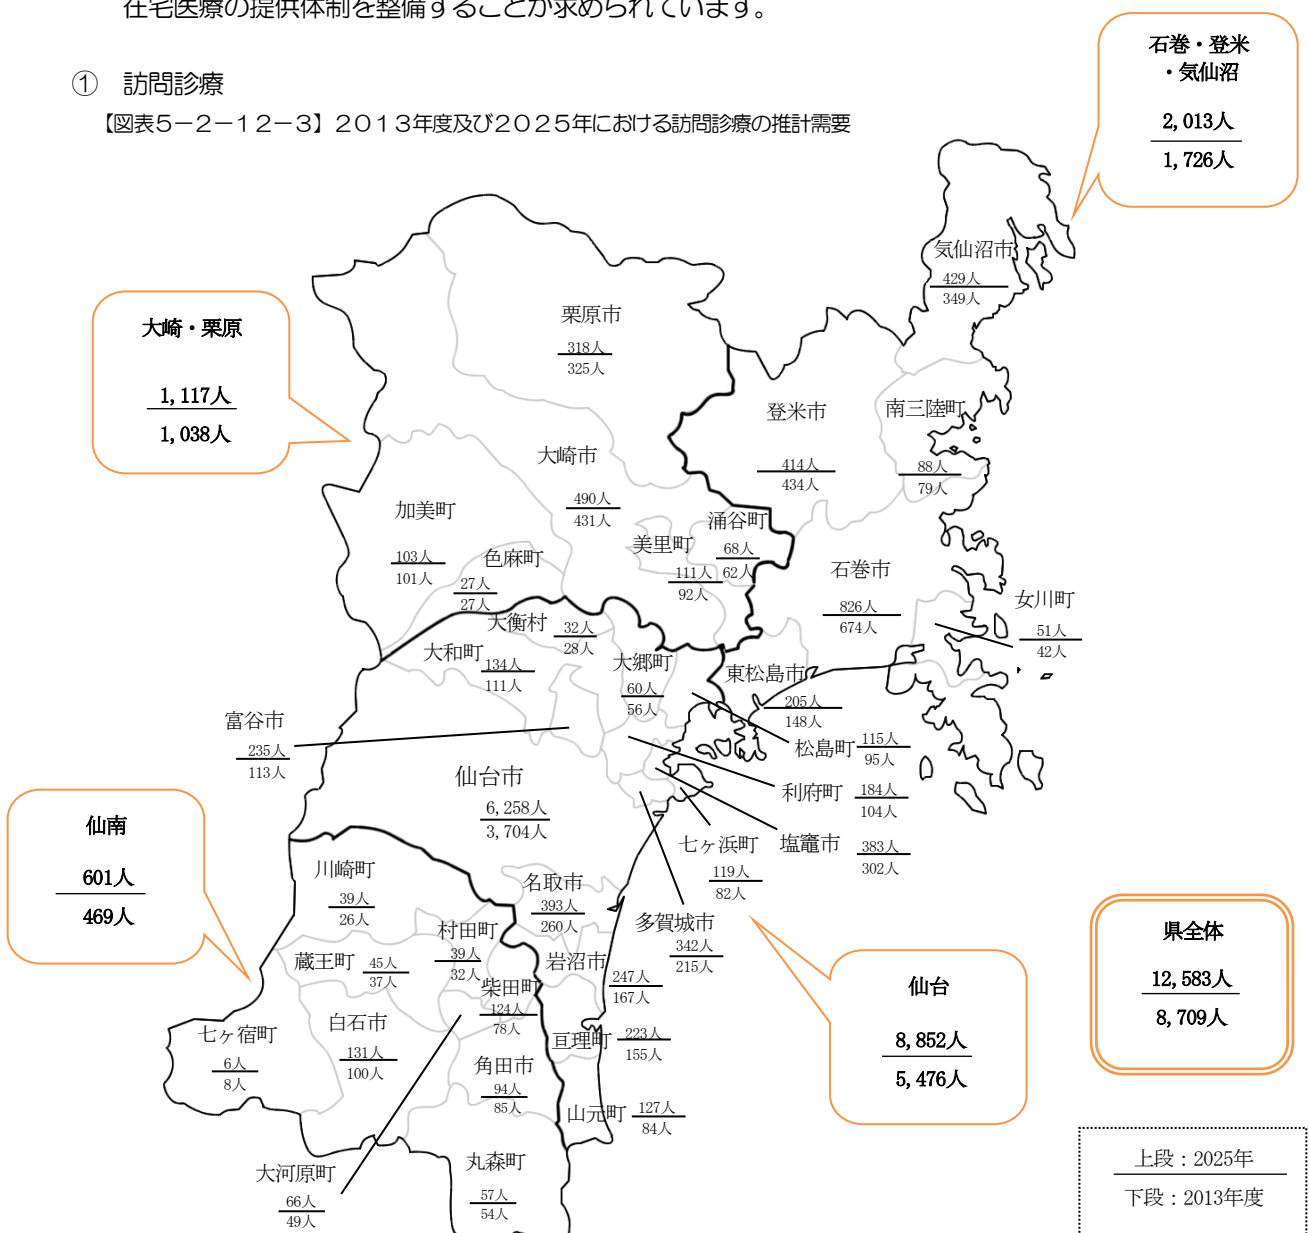 在宅医療の提供体制を整備することが求められています。
① 訪問診療
【図表５－２－１２－３】２０１３年度及び２０２５年における訪問診療の推計需要
石巻・登米
・気仙沼
2,013人
1,726人
気仙沼市
429人
349人
栗原市
318人
325人
大崎・栗原
1,117人
1,038人
登米市
414人
434人
南三陸町
88人
79人
大崎市
490人
431人
加美町
103人
101人
色麻町
27人
27人
涌谷町
68人
62人
美里町
111人
92人
石巻市
826人
674人
女川町
51人
42人
大衡村
32人
28人
大和町
134人
111人
大郷町
60人
56人
東松島市
205人
148人
富谷市
235人
113人
松島町
115人
95人
仙台市
6,258人
3,704人
利府町
184人
104人
塩竈市
383人
302人
七ヶ浜町
119人
82人
多賀城市
342人
215人
仙南
601人
469人
川崎町
39人
26人
名取市
393人
260人
村田町
39人
32人
蔵王町
45人
37人
柴田町
124人
78人
岩沼市
247人
167人
仙台
8,852人
5,476人
県全体
12,583人
8,709人
七ヶ宿町
6人
8人
白石市
131人
100人
亘理町
223人
155人
角田市
94人
85人
山元町
127人
84人
大河原町
66人
49人
丸森町
57人
54人
上段：2025年
下段：2013年度